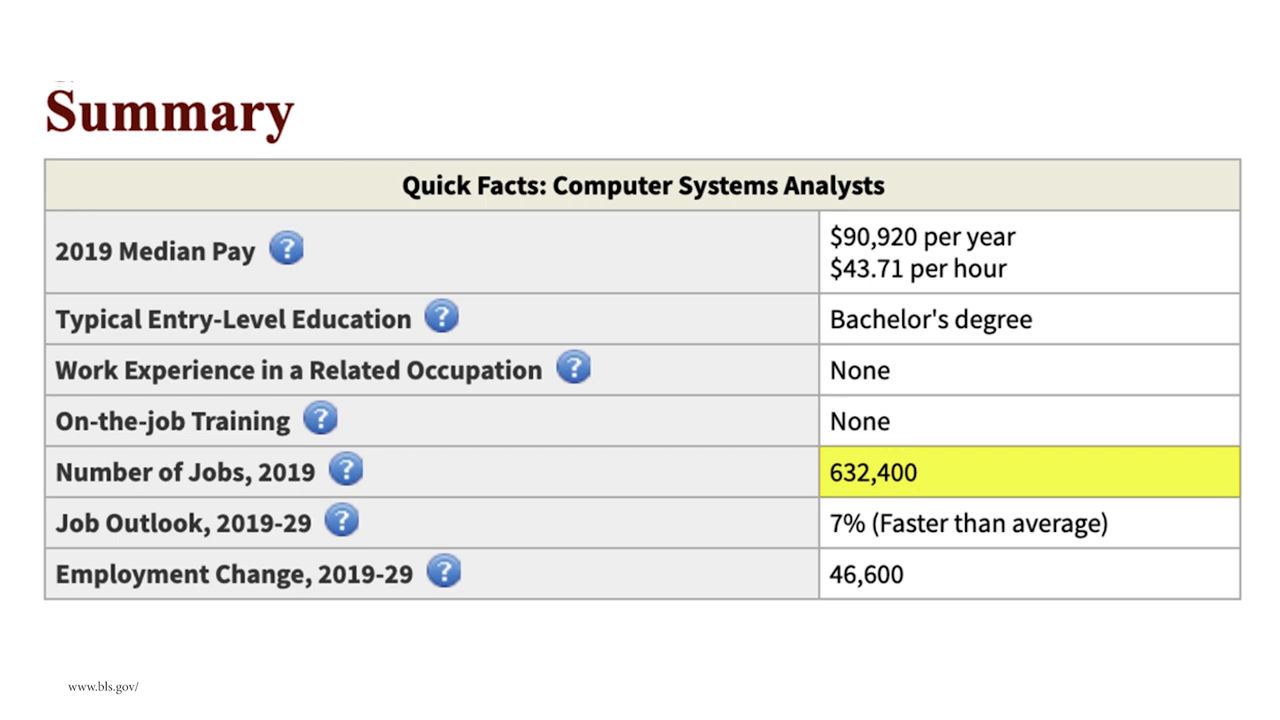 Summary
Quick Facts: Computer Systems Analysts
2019 Median Pay ?
$90,920 per year
$43.71 per hour
Typical Entry-Level Education ?
Bachelor's degree
Work Experience in a Related Occupation ?
None
On-the-job Training ?
None
Number of Jobs, 2019 ?
632,400
Job Outlook, 2019-29 ?
7% (Faster than average)
Employment Change, 2019-29 ?
46,600
www.bls.gov/